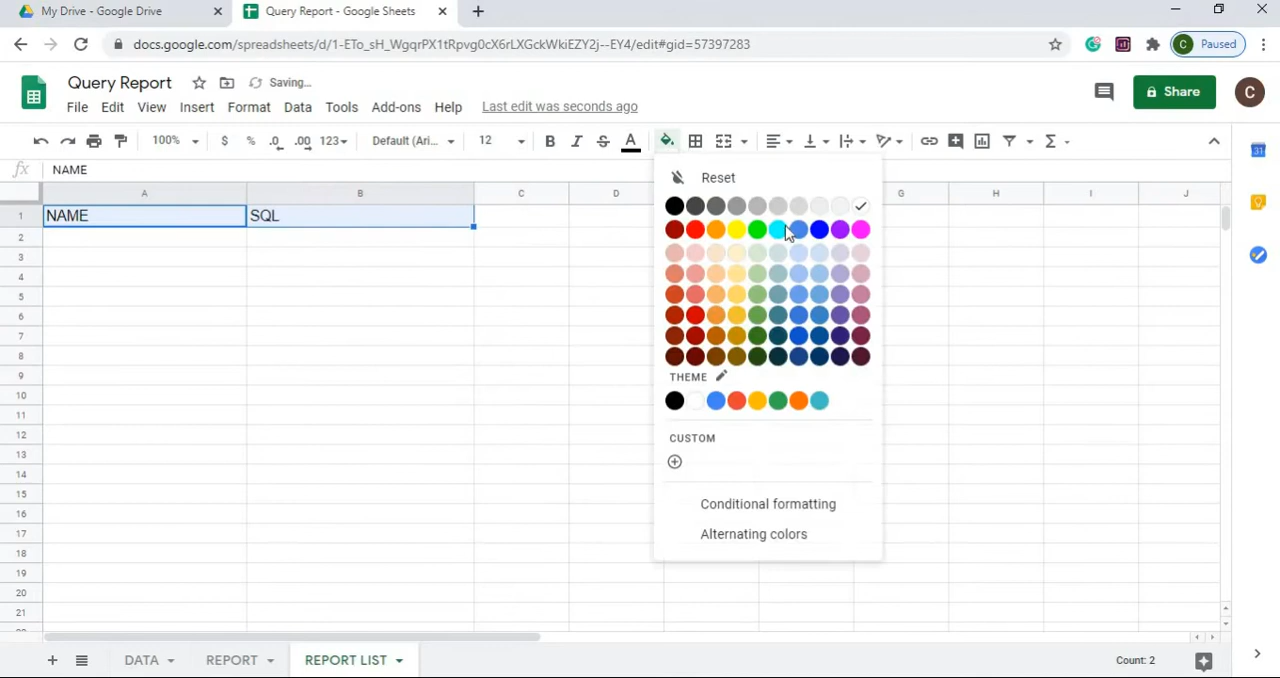 My Drive - Google Drive
Query Report - Google Sheets
docs.google.com/spreadsheets/d/1-ETo_sH_WgqrPX1tRpvg0cX6rLXGtkWkiEZY2j--EY4/edit#gid=57397283
C Paused
Query Report
Saving...
File Edit View Insert Format Data Tools Add-ons Help Last edit was seconds ago
Share
C
100% $ % .0 .00 123 Default (Ari... 12 B I S A
fx NAME
A B C D G H I J
1 NAME SQL
2
3
4
5
6
7
8
9
10
11
12
13
14
15
16
17
18
19
20
21
Reset
THEME
CUSTOM
Conditional formatting
Alternating colors
31
DATA REPORT REPORT LIST Count: 2